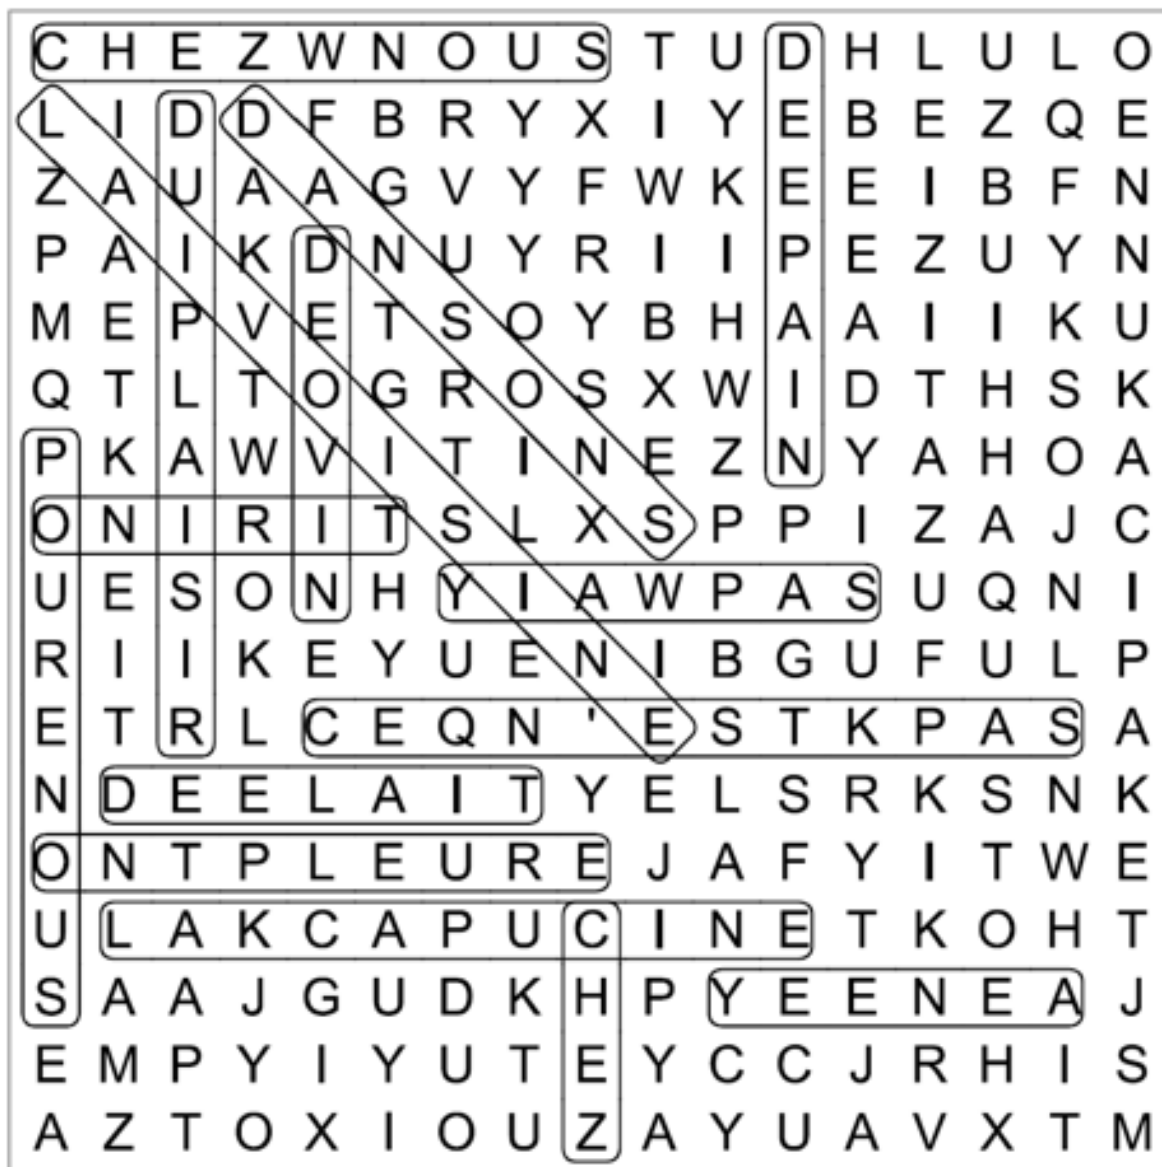 C H E Z W N O U S T U D H L U L O
L I D D F B R Y X I Y E B E Z Q E
Z A U A A G V Y F W K E E I B F N
P A I K D N U Y R I I P E Z U Y N
M E P V E T S O Y B H A A I I K U
Q T L T O G R O S X W I D T H S K
P K A W V I T I N E Z N Y A H O A
O N I R I T S L X S P P I Z A J C
U E S O N H Y I A W P A S U Q N I
R I I K E Y U E N I B G U F U L P
E T R L C E Q N ' E S T K P A S A
N D E E L A I T Y E L S R K S N K
O N T P L E U R E J A F Y I T W E
U L A K C A P U C I N E T K O H T
S A A J G U D K H P Y E E N E A J
E M P Y I Y U T E Y C C J R H I S
A Z T O X I O U Z A Y U A V X T M